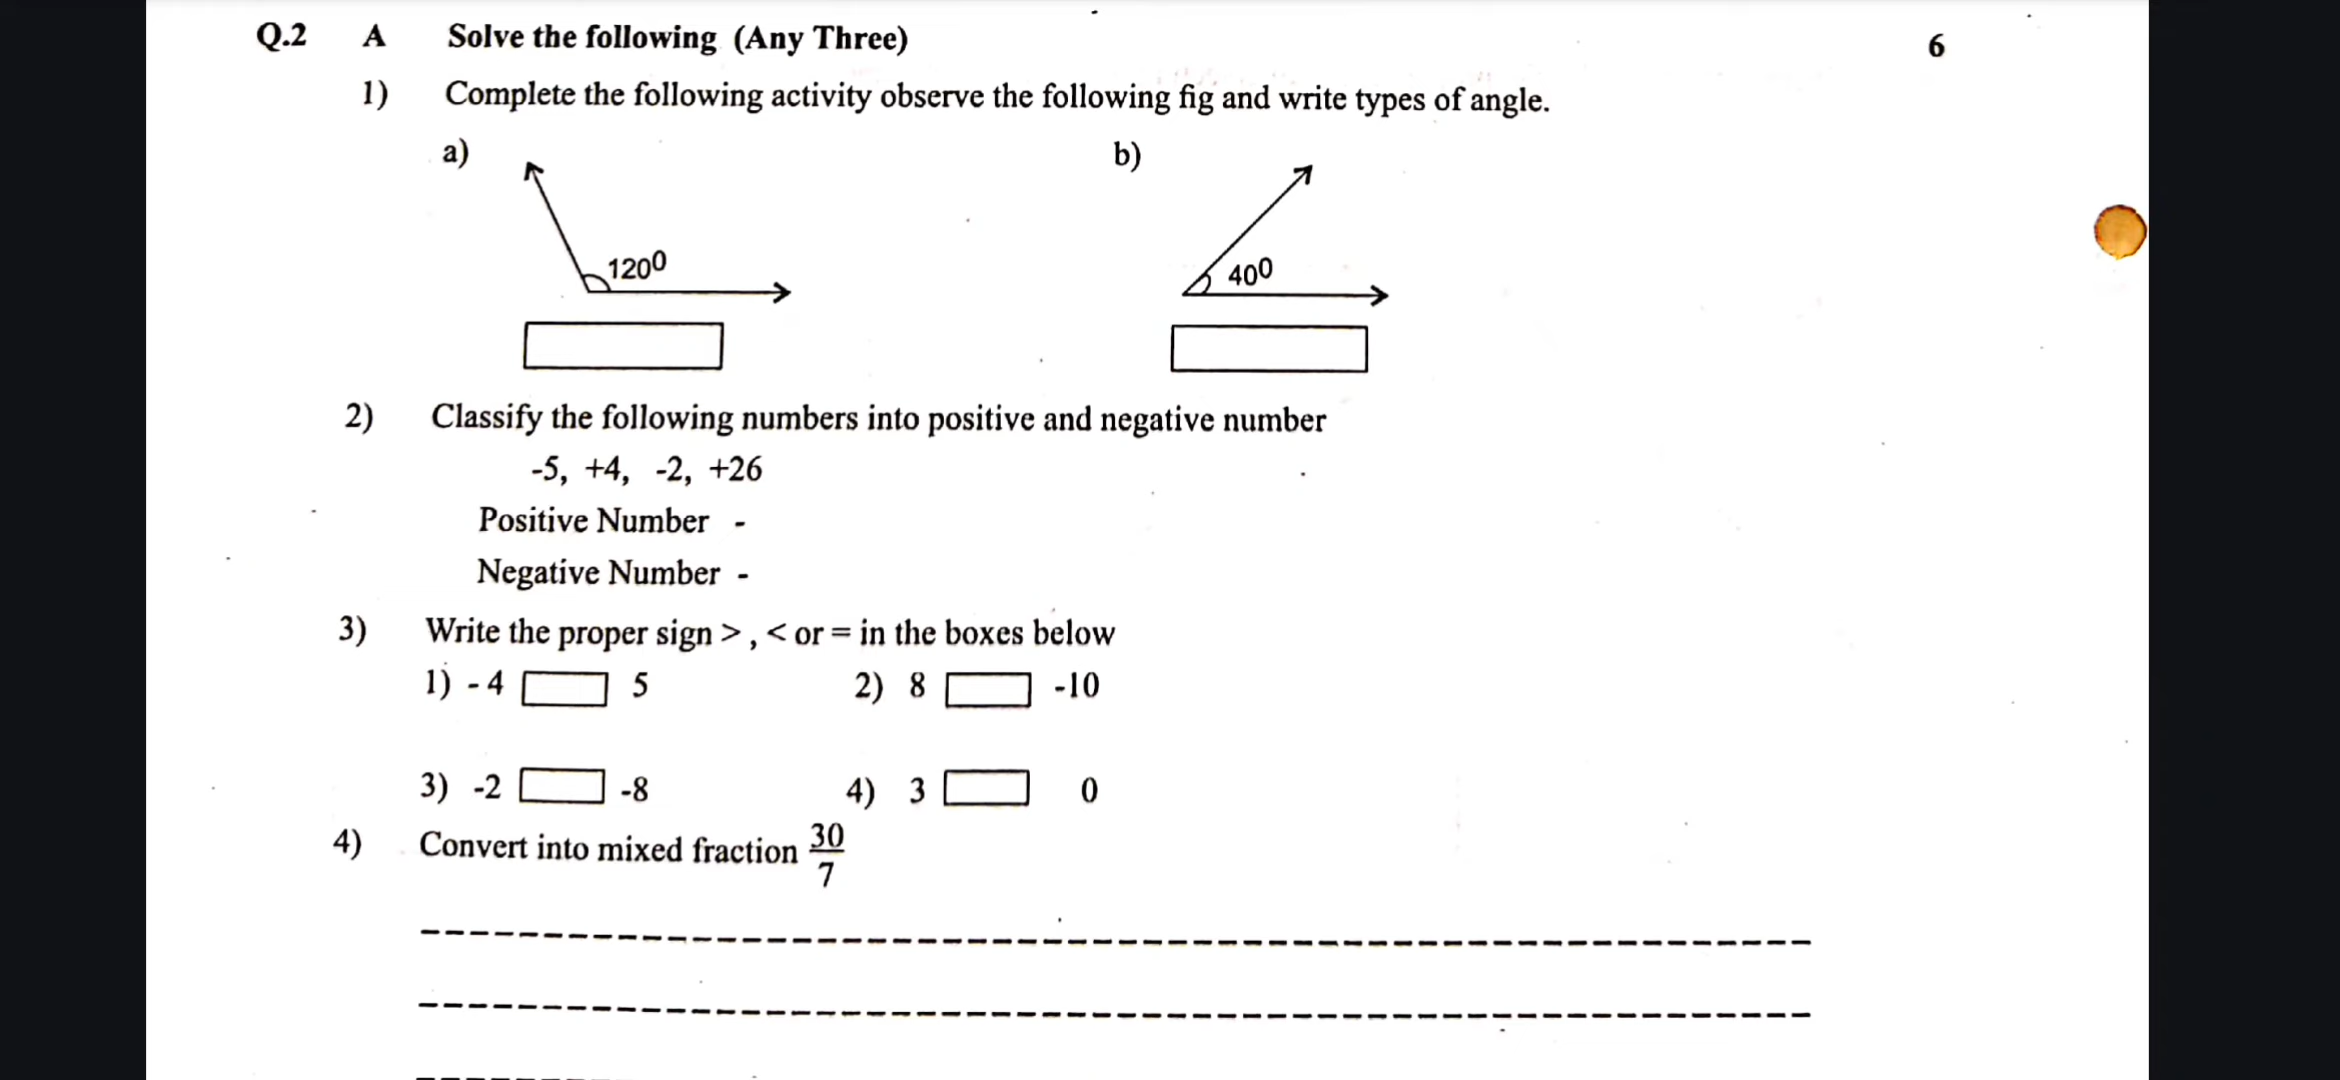 Q.2 A Solve the following (Any Three) 6
1) Complete the following activity observe the following fig and write types of angle.
a) b)
120⁰ 40⁰
2) Classify the following numbers into positive and negative number
-5, +4, -2, +26
Positive Number -
Negative Number -
3) Write the proper sign > , < or = in the boxes below
1) - 4 5 2) 8 -10
3) -2 -8 4) 3 0
4) Convert into mixed fraction 30/7